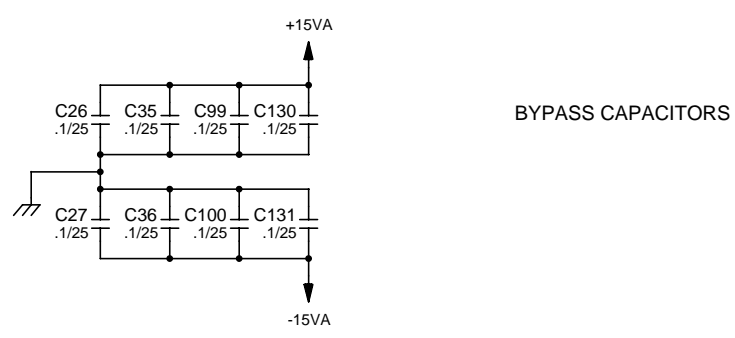 +15VA
C26 C35 C99 C130
.1/25 .1/25 .1/25 .1/25
BYPASS CAPACITORS
C27 C36 C100 C131
.1/25 .1/25 .1/25 .1/25
-15VA